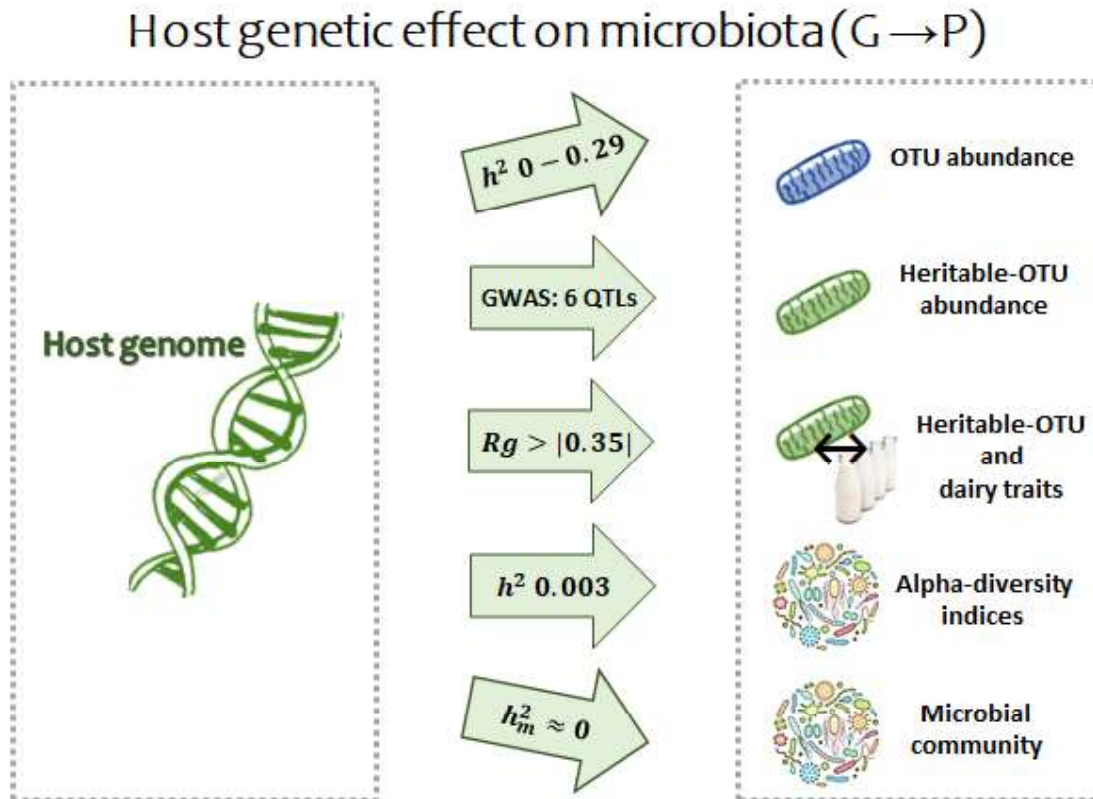 Host genetic effect on microbiota (G →P)
h² 0 − 0.29
OTU abundance
GWAS: 6 QTLs
Heritable-OTU
abundance
Host genome
Rg > |0.35|
Heritable-OTU
and
dairy traits
h² 0.003
Alpha-diversity
indices
h²ₘ ≈ 0
Microbial
community